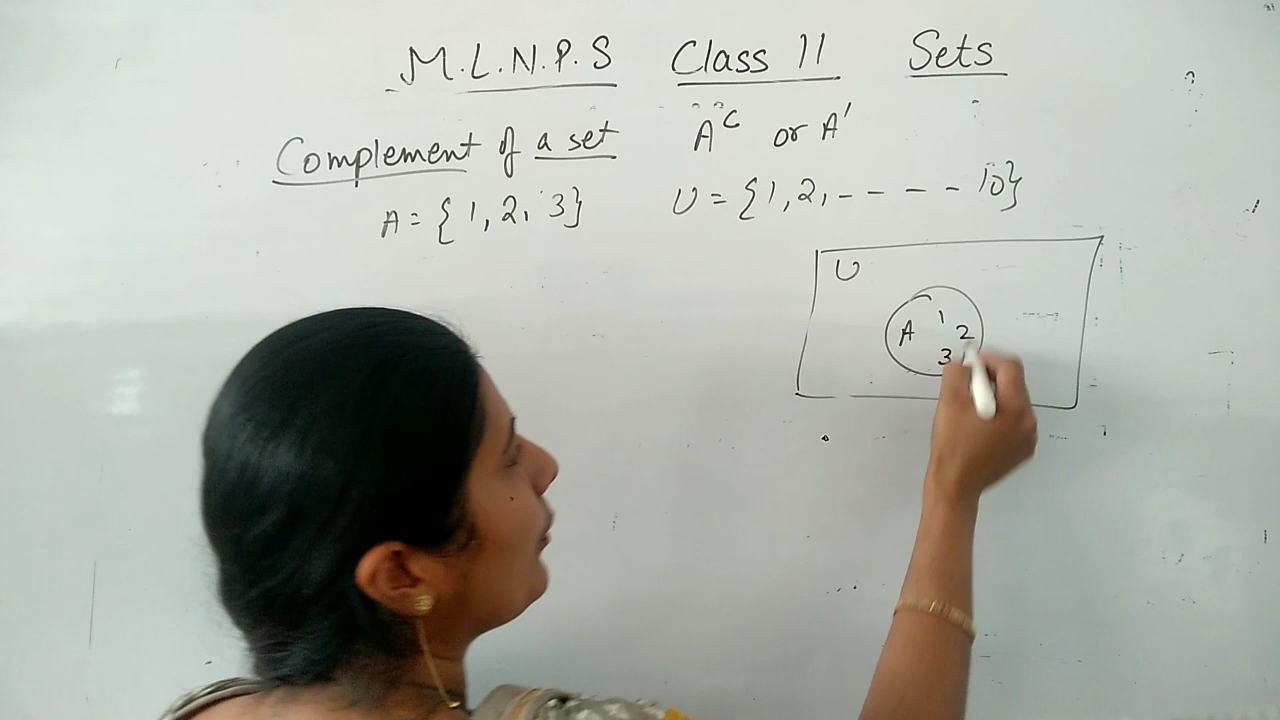 M.L.N.P.S Class 11 Sets
Complement of a set A^C or A'
A = { 1, 2, 3} U = {1, 2, - - - - - 10}
U
A 1 2
3